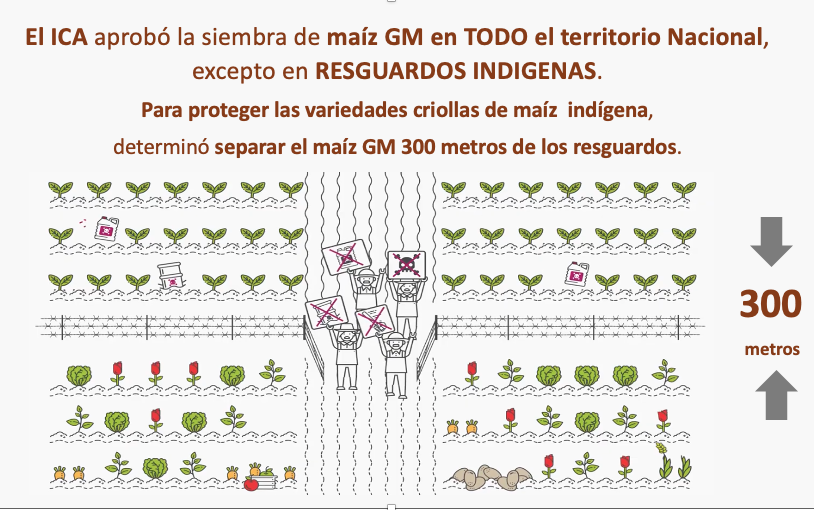 El ICA aprobó la siembra de maíz GM en TODO el territorio Nacional,
excepto en RESGUARDOS INDIGENAS.
Para proteger las variedades criollas de maíz indígena,
determinó separar el maíz GM 300 metros de los resguardos.
300
metros